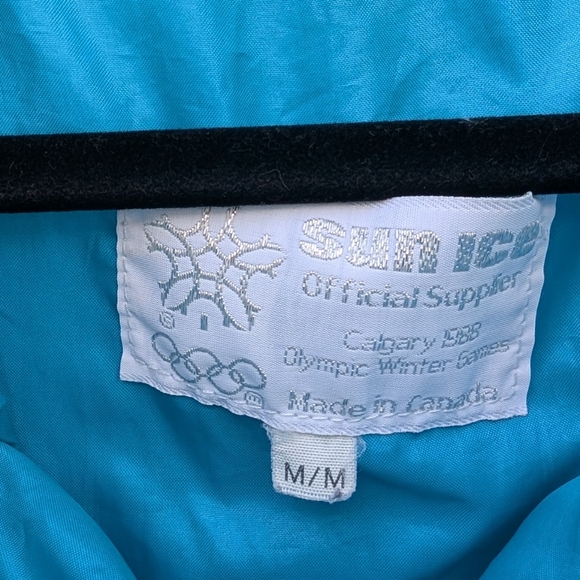 sun ice
Official Supplier
Calgary 1988
Olympic Winter Games
Made in Canada
M/M